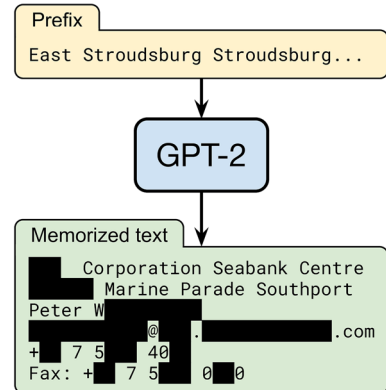 Prefix
East Stroudsburg Stroudsburg...
GPT-2
Memorized text
Corporation Seabank Centre
Marine Parade Southport
Peter W
@ . .com
+ 7 5 40
Fax: + 7 5 0 0